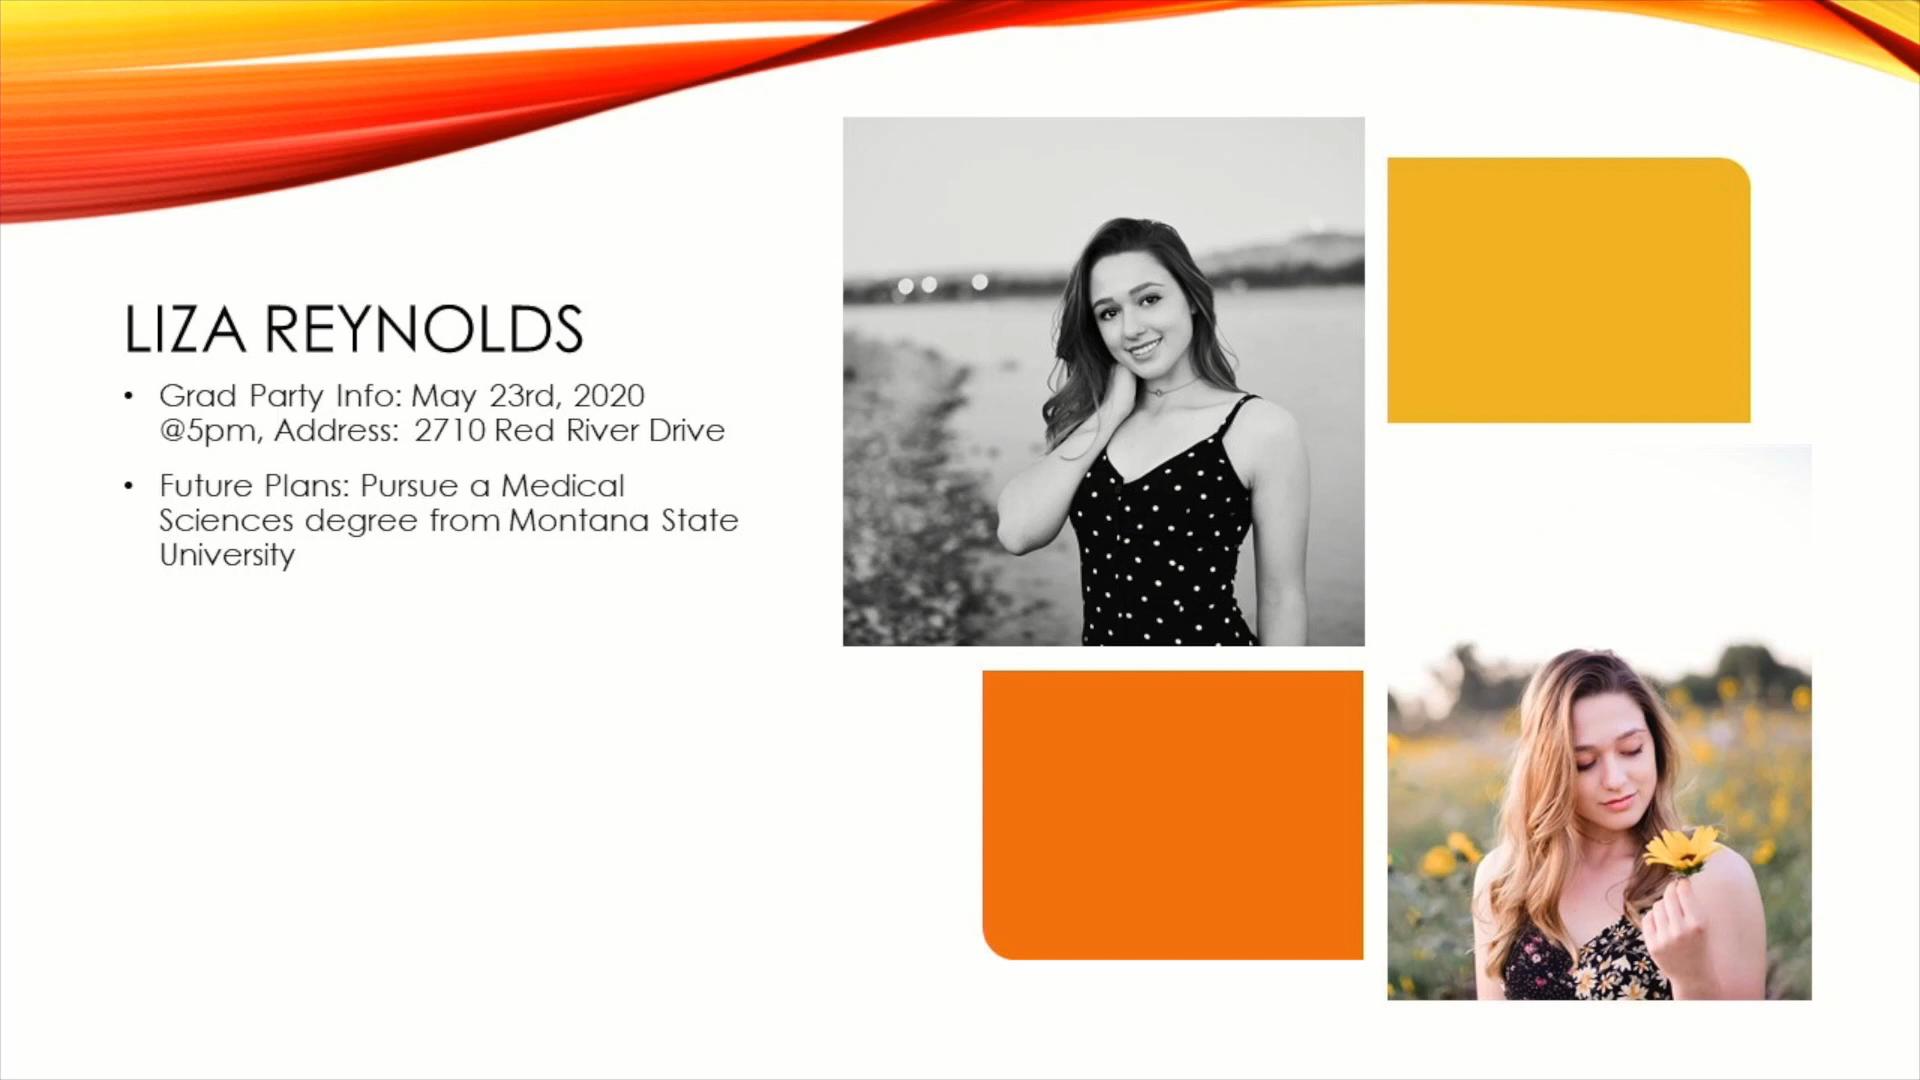 LIZA REYNOLDS
• Grad Party Info: May 23rd, 2020
@5pm, Address: 2710 Red River Drive
• Future Plans: Pursue a Medical
Sciences degree from Montana State
University